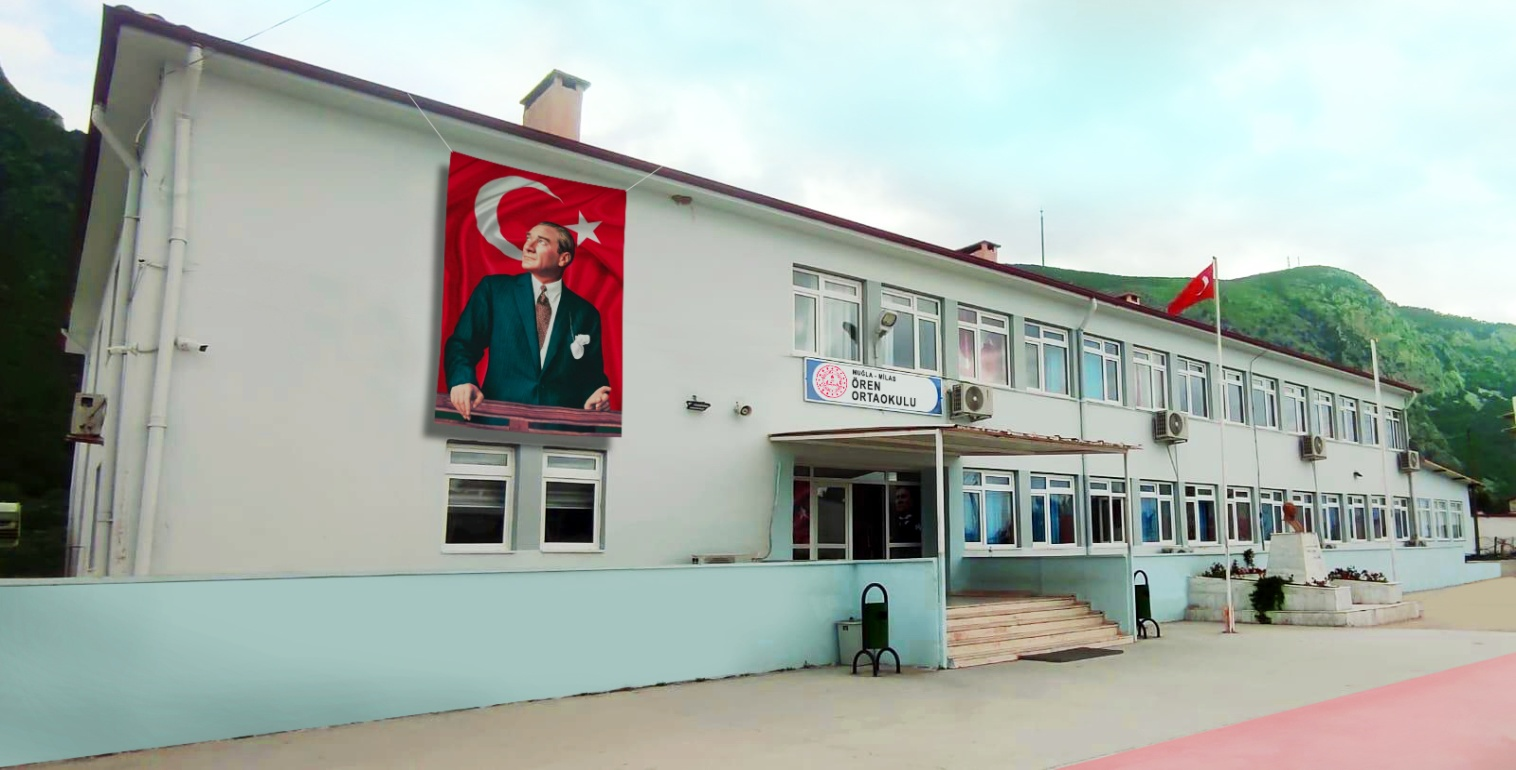 MUĞLA - MİLAS
ÖREN
ORTAOKULU